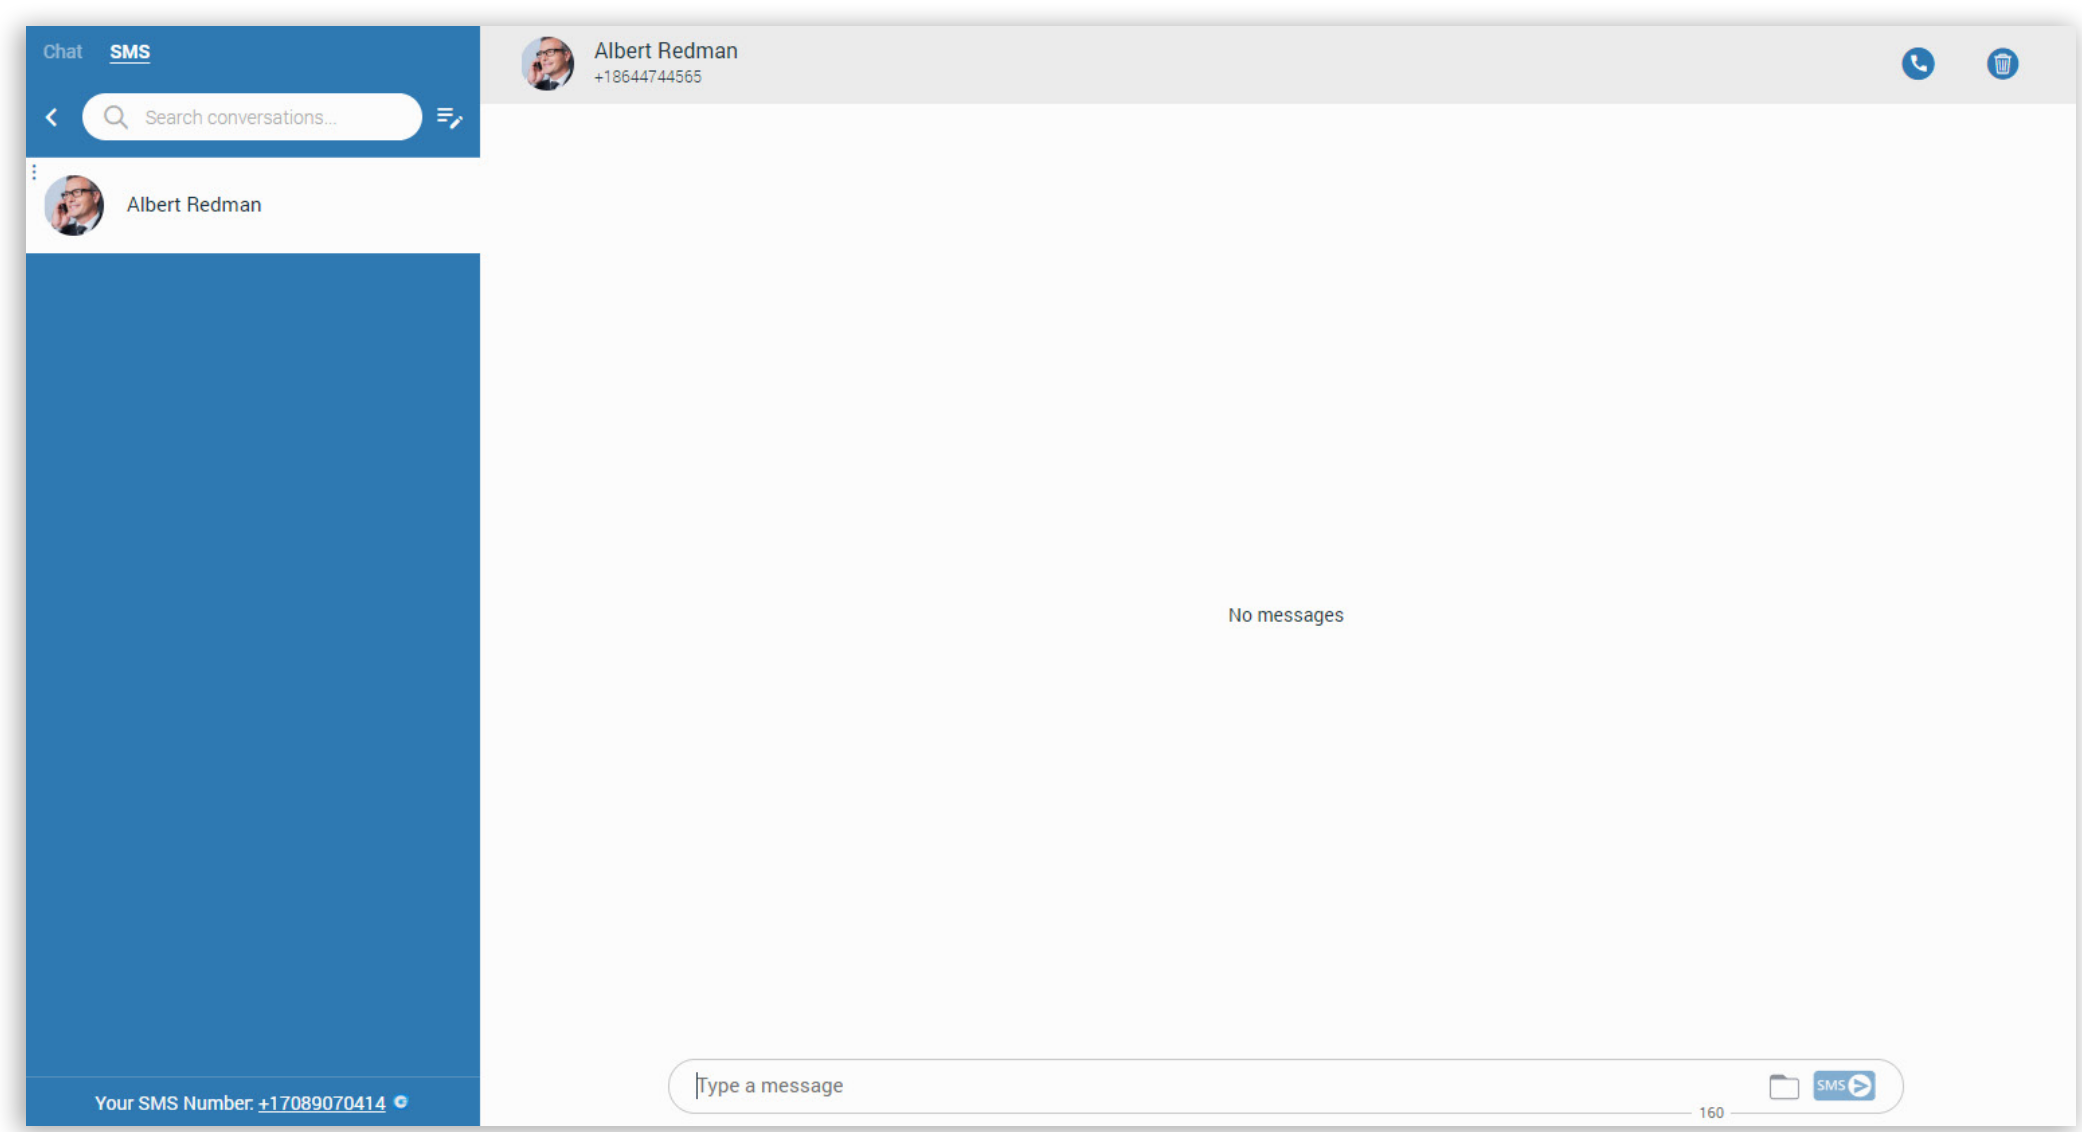 Chat SMS
Search conversations...
Albert Redman
Your SMS Number: +17089070414
Albert Redman
+18644744565
No messages
Type a message
SMS
160